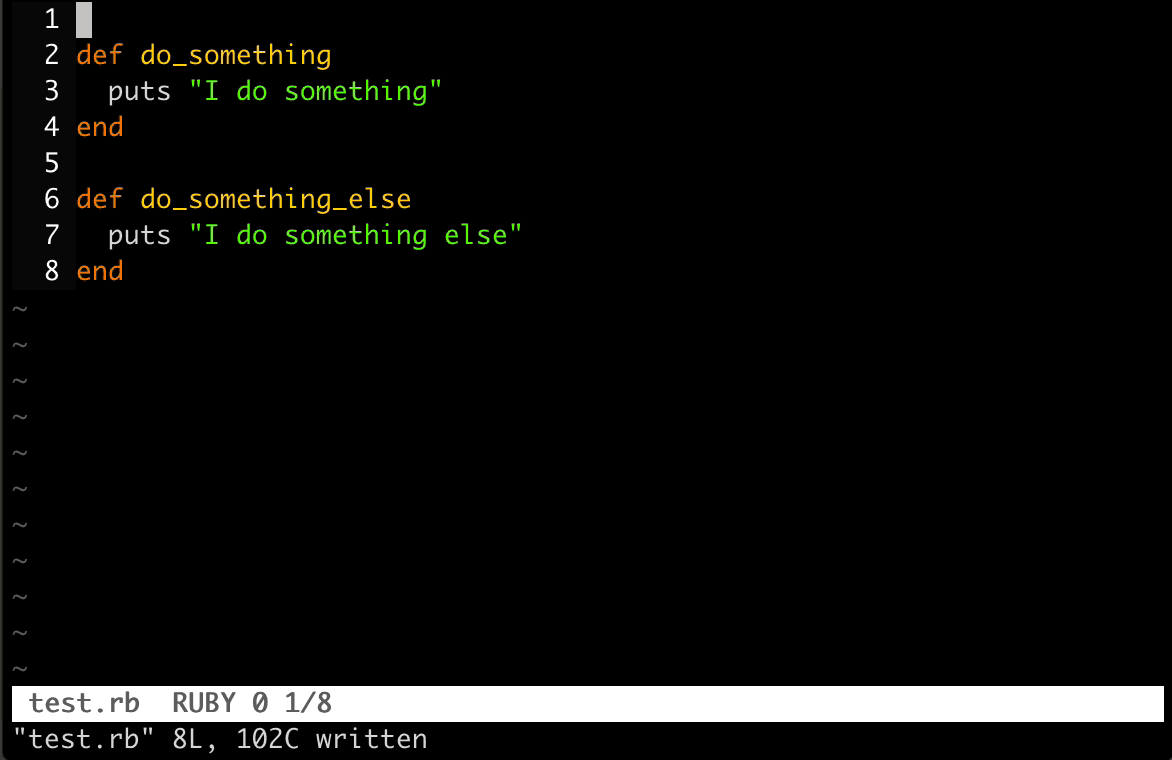 1
2 def do_something
3   puts "I do something"
4 end
5
6 def do_something_else
7   puts "I do something else"
8 end
~
~
~
~
~
~
~
~
~
~
~
test.rb  RUBY 0 1/8
"test.rb" 8L, 102C written